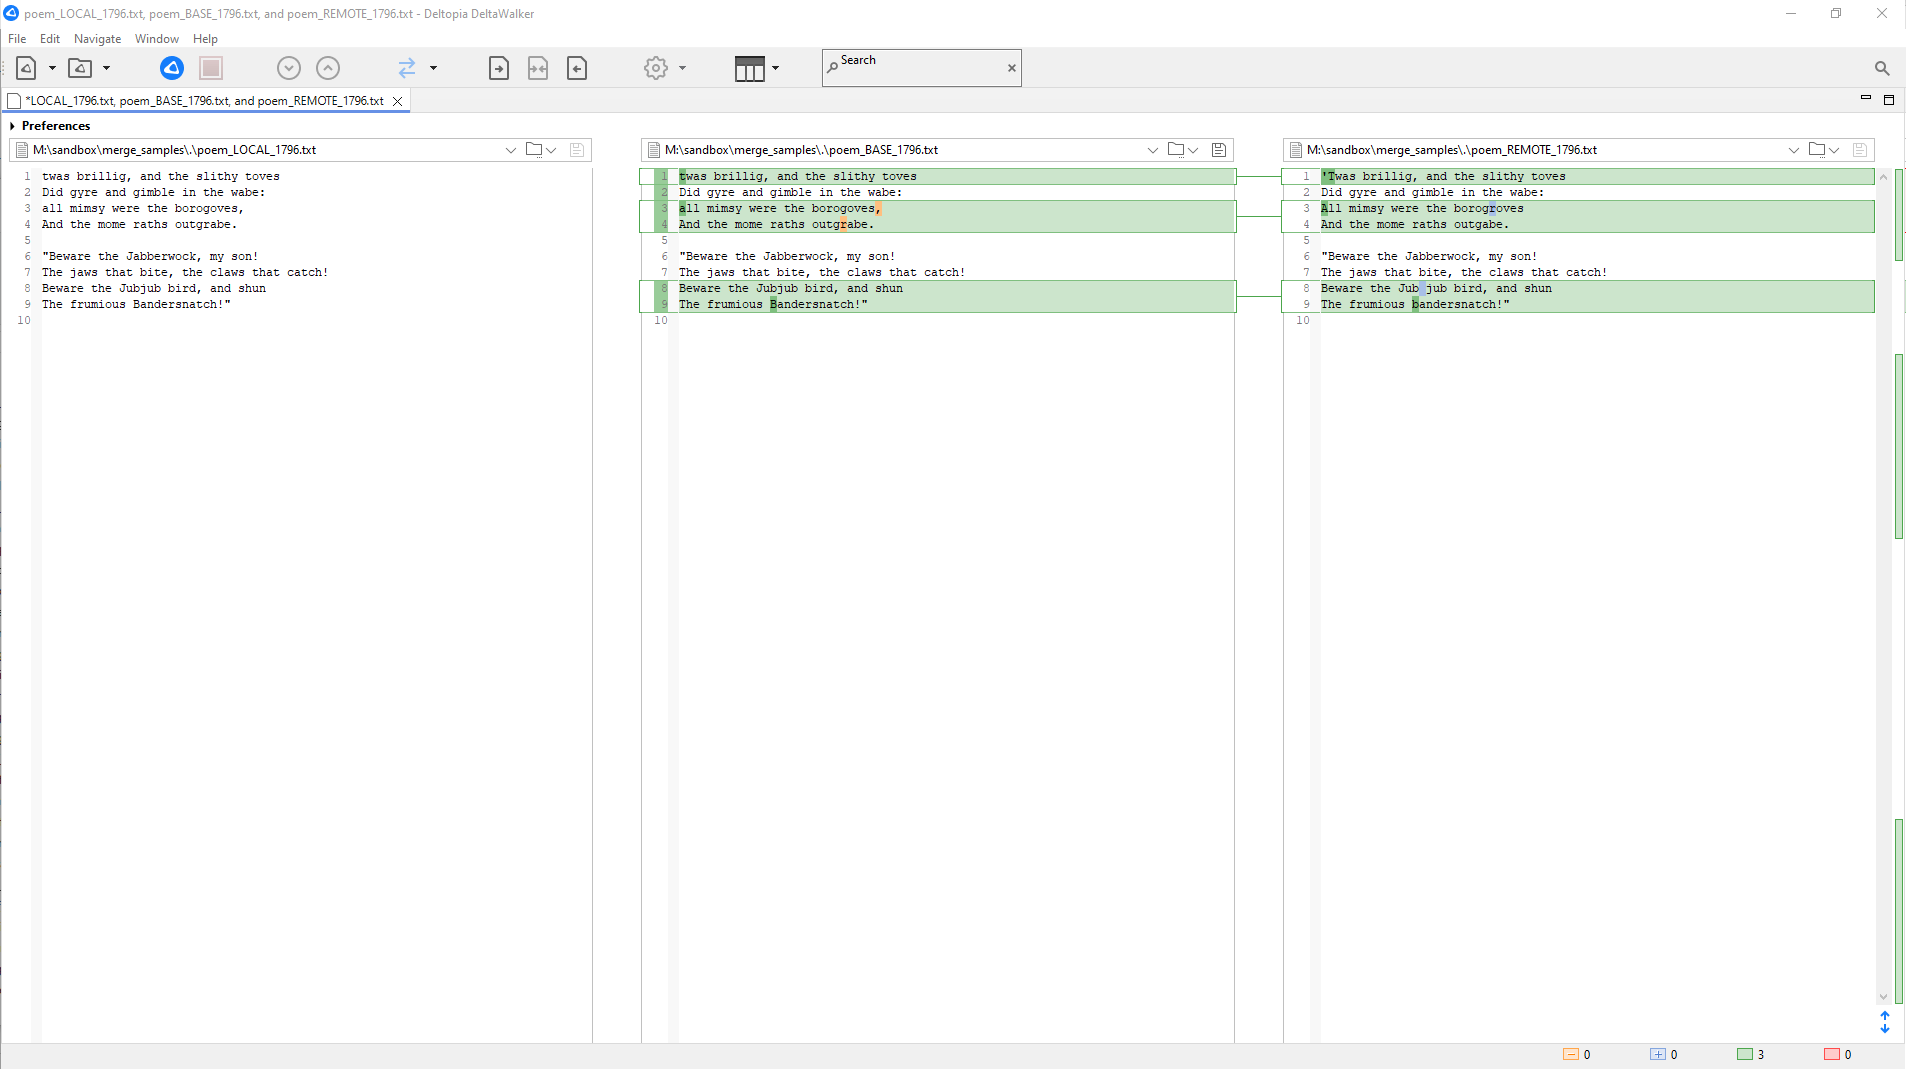 poem_LOCAL_1796.txt, poem_BASE_1796.txt, and poem_REMOTE_1796.txt - Deltopia DeltaWalker
File Edit Navigate Window Help
Search
*LOCAL_1796.txt, poem_BASE_1796.txt, and poem_REMOTE_1796.txt
Preferences
M:\sandbox\merge_samples\.\poem_LOCAL_1796.txt
1 twas brillig, and the slithy toves
2 Did gyre and gimble in the wabe:
3 all mimsy were the borogoves,
4 And the mome raths outgrabe.
5
6 "Beware the Jabberwock, my son!
7 The jaws that bite, the claws that catch!
8 Beware the Jubjub bird, and shun
9 The frumious Bandersnatch!"
10
M:\sandbox\merge_samples\.\poem_BASE_1796.txt
1 twas brillig, and the slithy toves
2 Did gyre and gimble in the wabe:
3 all mimsy were the borogoves,
4 And the mome raths outgrabe.
5
6 "Beware the Jabberwock, my son!
7 The jaws that bite, the claws that catch!
8 Beware the Jubjub bird, and shun
9 The frumious Bandersnatch!"
10
M:\sandbox\merge_samples\.\poem_REMOTE_1796.txt
1 'Twas brillig, and the slithy toves
2 Did gyre and gimble in the wabe:
3 All mimsy were the borogroves
4 And the mome raths outgabe.
5
6 "Beware the Jabberwock, my son!
7 The jaws that bite, the claws that catch!
8 Beware the Jub jub bird, and shun
9 The frumious bandersnatch!"
10
0 0 3 0